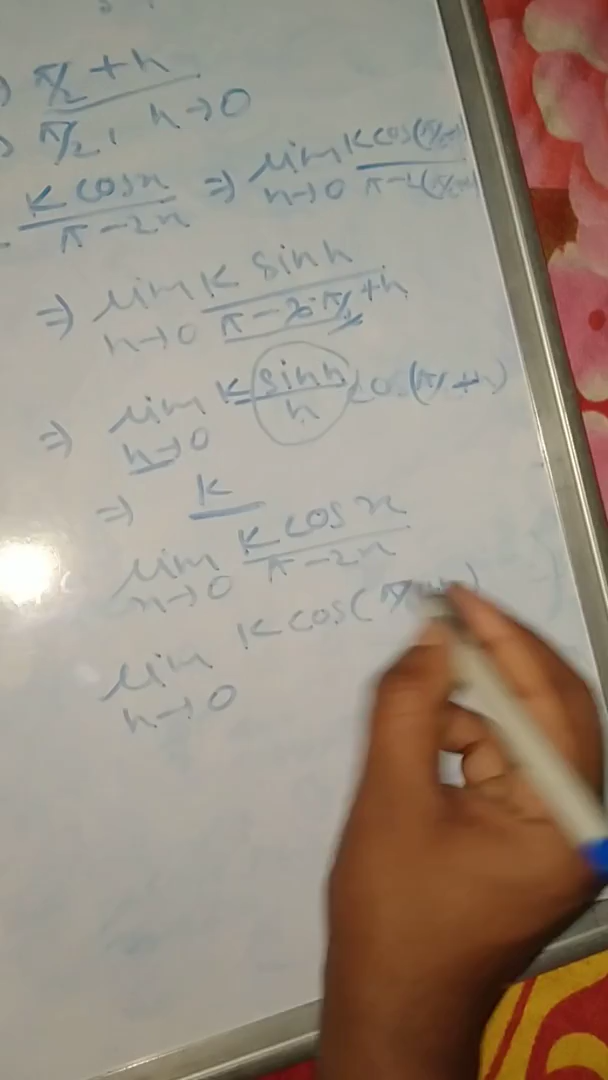 π/2 + h
π/2, h → 0
K cos x / π - 2x ⇒ lim h→0 K cos(π/2 / π - 2(π/2
⇒ lim h→0 K sin h / π - 2 · π/2 + h
⇒ lim h→0 K sin h / h (π/ + h)
⇒ K
lim x→0 K cos x / π - 2x
lim h→0 K cos(π/